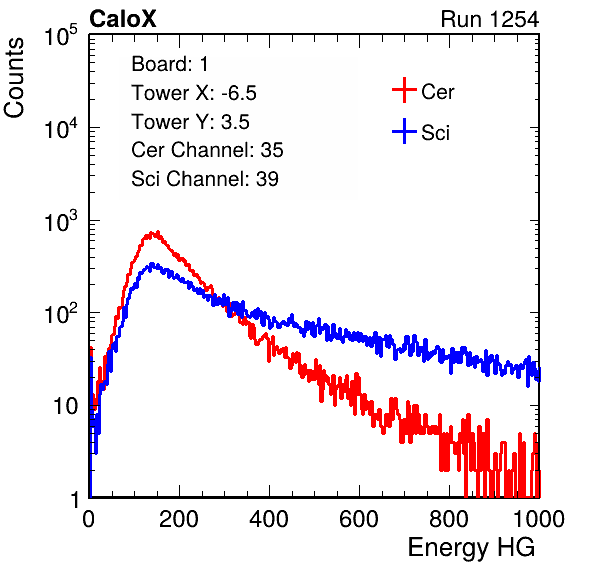 CaloX Run 1254
Counts
10^5
10^4
10^3
10^2
10
1
Board: 1
Tower X: -6.5
Tower Y: 3.5
Cer Channel: 35
Sci Channel: 39
Cer
Sci
0 200 400 600 800 1000
Energy HG